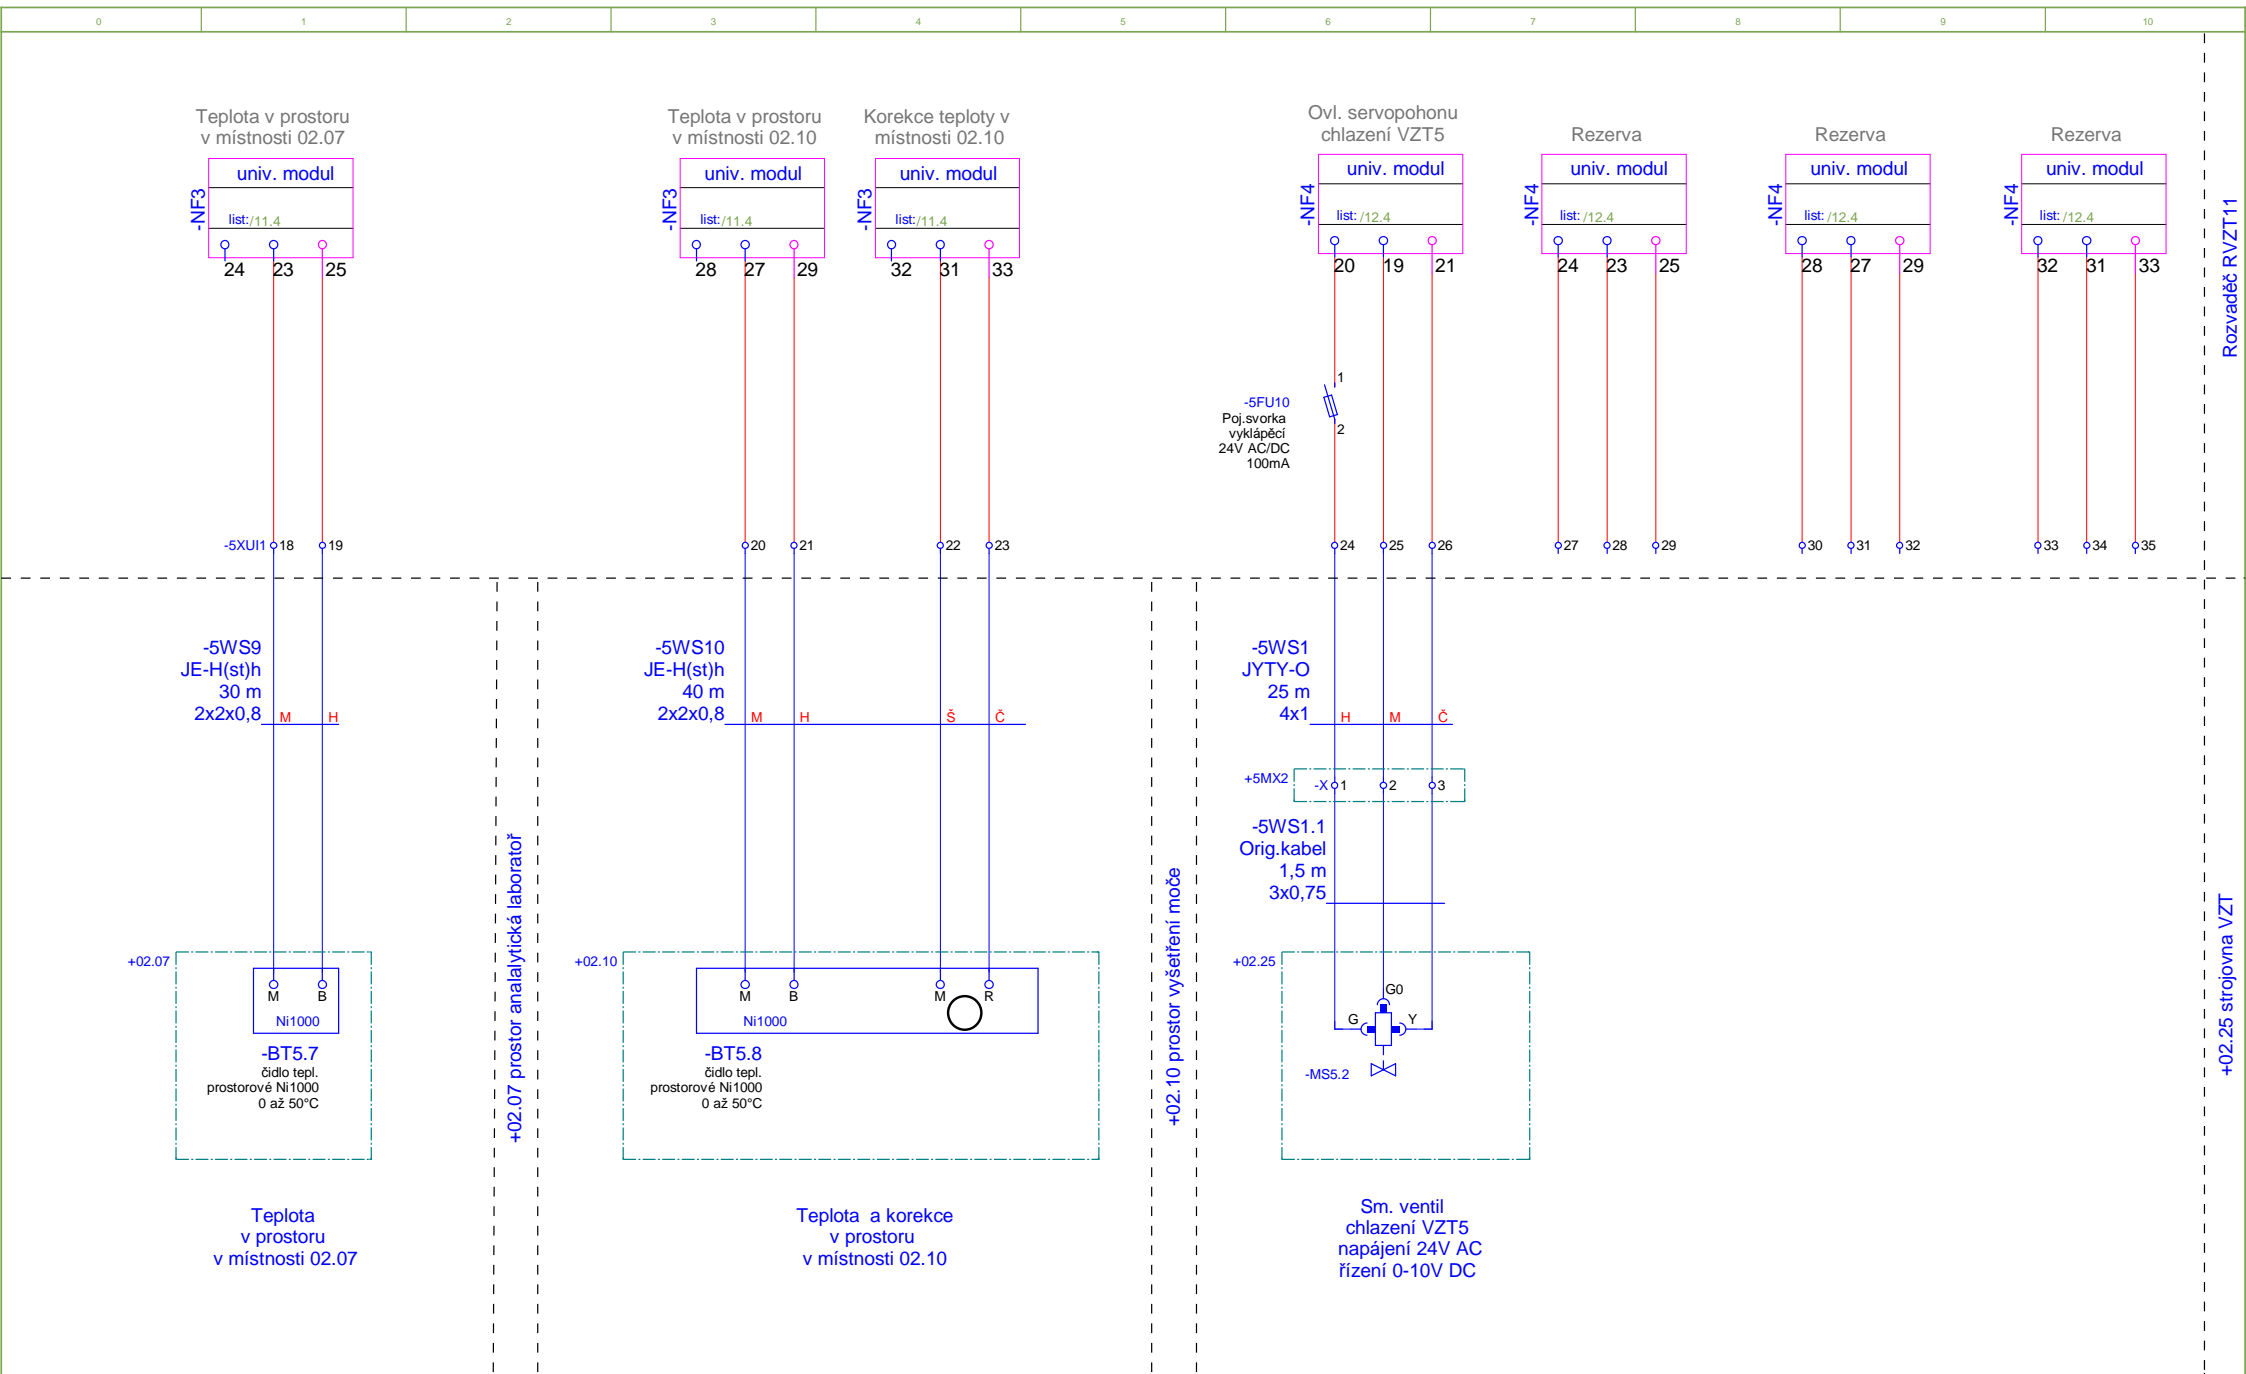 0 1 2 3 4 5 6 7 8 9 10
Teplota v prostoru
v místnosti 02.07
Teplota v prostoru
v místnosti 02.10
Korekce teploty v
místnosti 02.10
Ovl. servopohonu
chlazení VZT5
Rezerva
Rezerva
Rezerva
-NF3
univ. modul
list:/11.4
24 23 25
-NF3
univ. modul
list:/11.4
28 27 29
-NF3
univ. modul
list:/11.4
32 31 33
-NF4
univ. modul
list: /12.4
20 19 21
-NF4
univ. modul
list: /12.4
24 23 25
-NF4
univ. modul
list: /12.4
28 27 29
-NF4
univ. modul
list: /12.4
32 31 33
Rozvaděč RVZT11
1
-5FU10
Poj.svorka
vyklápěcí
24V AC/DC
100mA
2
-5XUI1 18 19 20 21 22 23 24 25 26 27 28 29 30 31 32 33 34 35
-5WS9
JE-H(st)h
30 m
2x2x0,8
M H
-5WS10
JE-H(st)h
40 m
2x2x0,8
M H Š Č
-5WS1
JYTY-O
25 m
4x1
H M Č
+5MX2
-X 1 2 3
-5WS1.1
Orig.kabel
1,5 m
3x0,75
+02.07 prostor analalytická laboratoř
+02.10 prostor vyšetření moče
+02.25 strojovna VZT
+02.07
M B
Ni1000
-BT5.7
čidlo tepl.
prostorové Ni1000
0 až 50°C
+02.10
M B M R
Ni1000
-BT5.8
čidlo tepl.
prostorové Ni1000
0 až 50°C
+02.25
G0
G Y
-MS5.2
Teplota
v prostoru
v místnosti 02.07
Teplota a korekce
v prostoru
v místnosti 02.10
Sm. ventil
chlazení VZT5
napájení 24V AC
řízení 0-10V DC